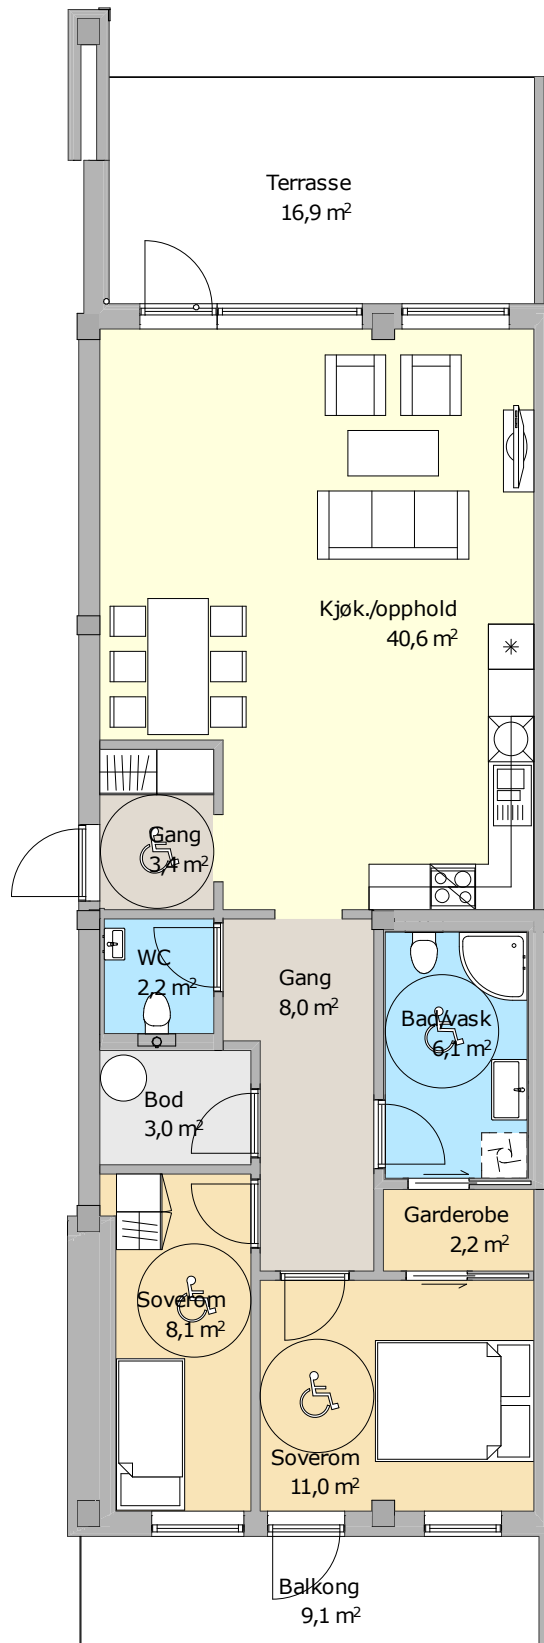 Terrasse
16,9 m²
Kjøk./opphold
40,6 m²
Gang
3,4 m²
WC
2,2 m²
Gang
8,0 m²
Bad/vask
6,1 m²
Bod
3,0 m²
Garderobe
2,2 m²
Soverom
8,1 m²
Soverom
11,0 m²
Balkong
9,1 m²